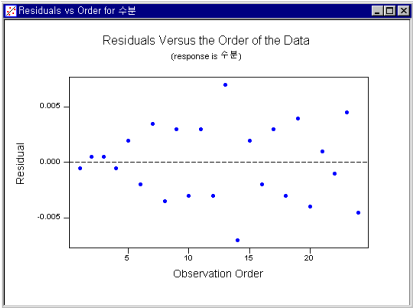 Residuals vs Order for 수분
Residuals Versus the Order of the Data
(response is 수분)
0.005
0.000
-0.005
Residual
5
10
15
20
Observation Order